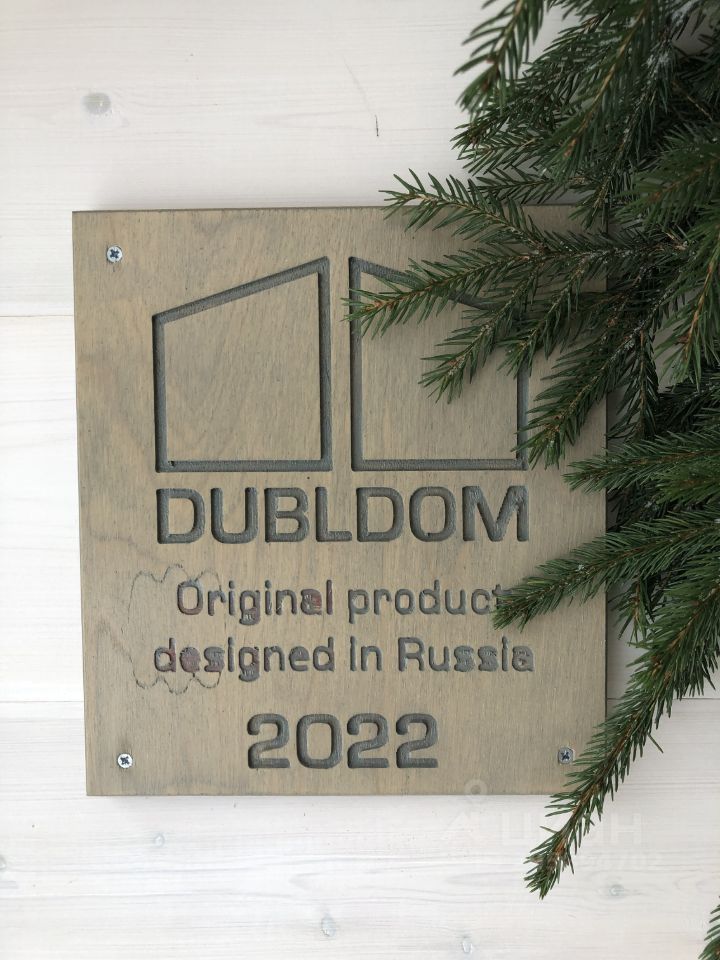 DUBLDOM
Original product
designed in Russia
2022